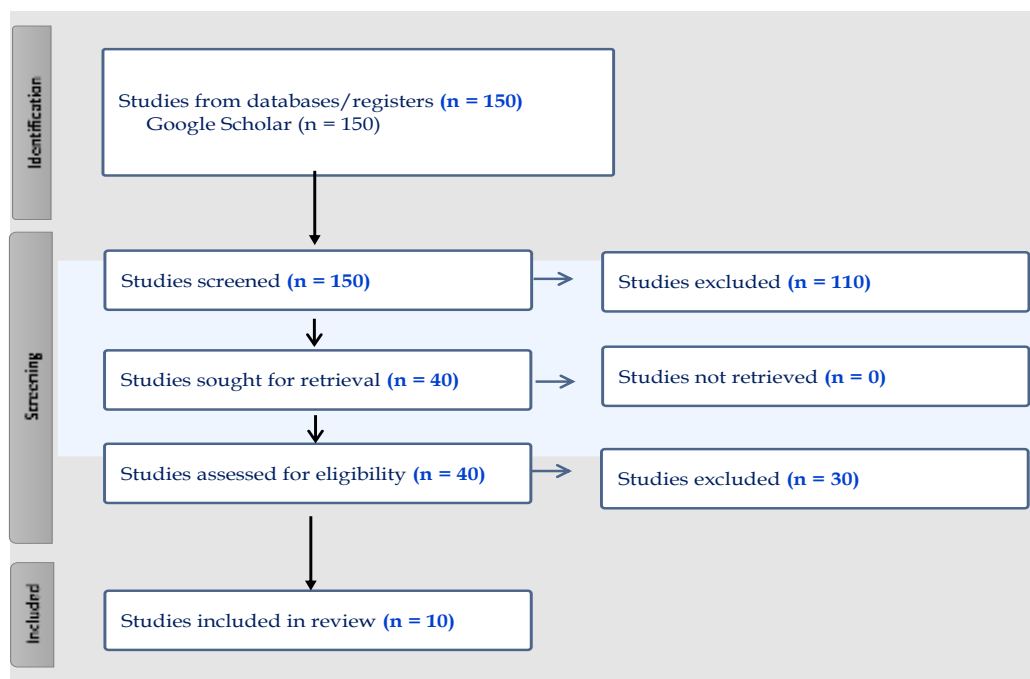 Identification
Studies from databases/registers (n = 150)
Google Scholar (n = 150)
Screening
Studies screened (n = 150)
Studies excluded (n = 110)
Studies sought for retrieval (n = 40)
Studies not retrieved (n = 0)
Studies assessed for eligibility (n = 40)
Studies excluded (n = 30)
Included
Studies included in review (n = 10)